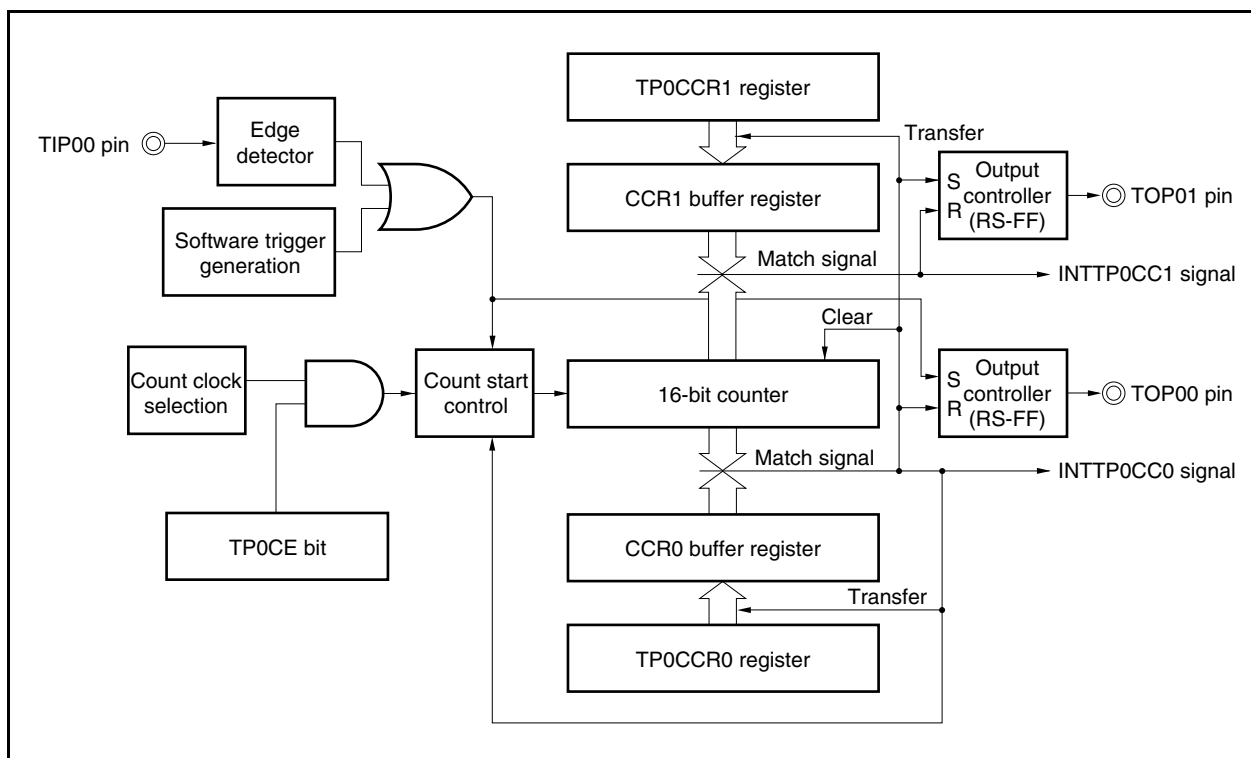 TP0CCR1 register
TIP00 pin
Edge
detector
Transfer
Software trigger
generation
CCR1 buffer register
S
R
Output
controller
(RS-FF)
TOP01 pin
Match signal
INTTP0CC1 signal
Clear
Count clock
selection
Count start
control
16-bit counter
S
R
Output
controller
(RS-FF)
TOP00 pin
Match signal
INTTP0CC0 signal
TP0CE bit
CCR0 buffer register
Transfer
TP0CCR0 register